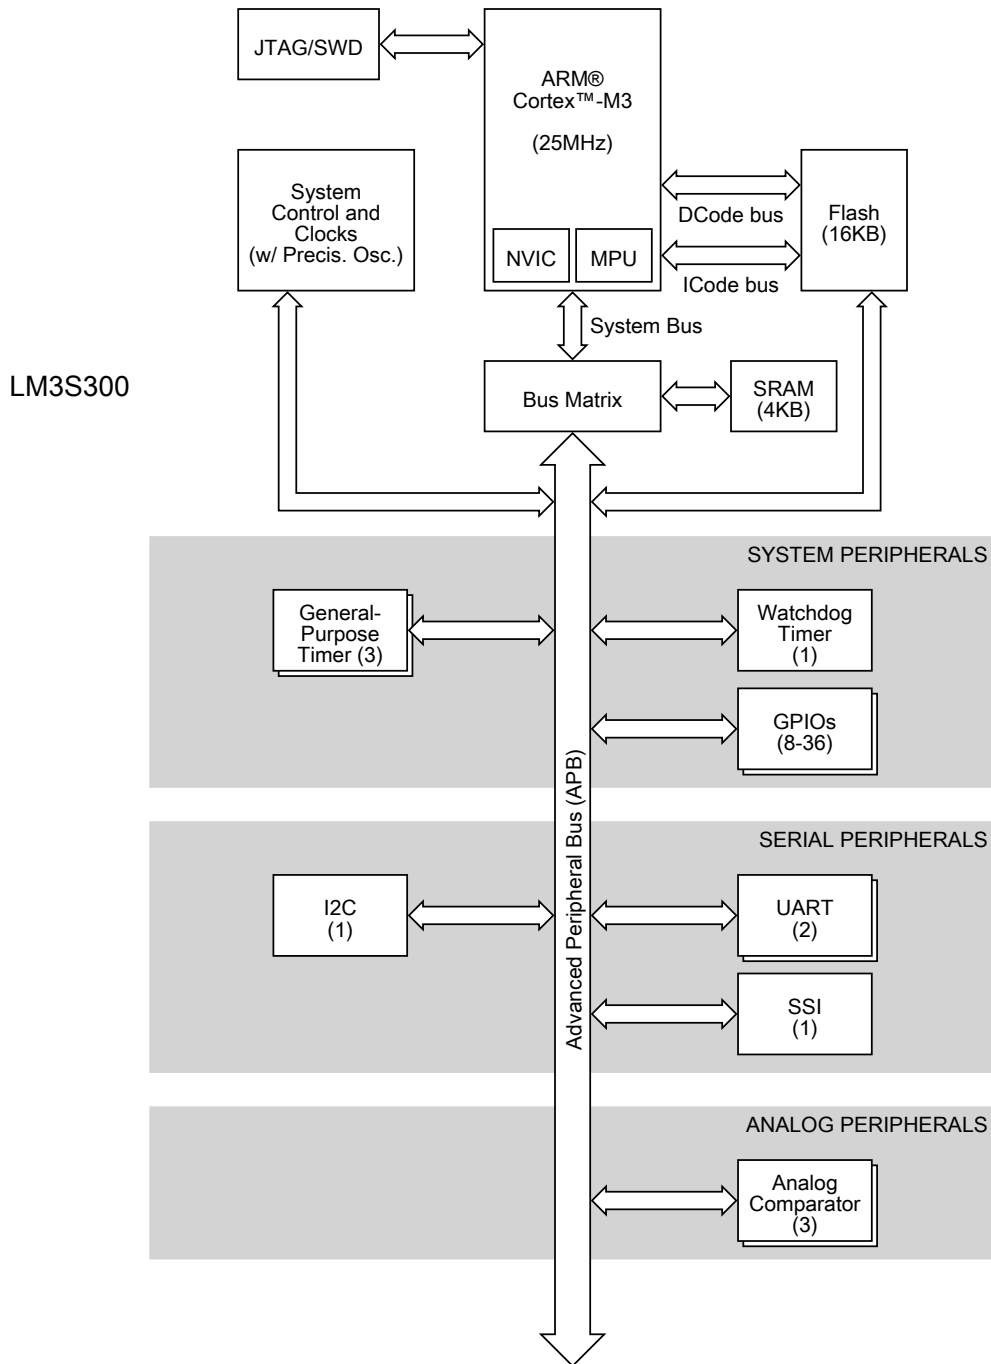 JTAG/SWD
ARM®
Cortex™-M3
(25MHz)
NVIC
MPU
System
Control and
Clocks
(w/ Precis. Osc.)
DCode bus
ICode bus
Flash
(16KB)
System Bus
LM3S300
Bus Matrix
SRAM
(4KB)
SYSTEM PERIPHERALS
General-
Purpose
Timer (3)
Watchdog
Timer
(1)
GPIOs
(8-36)
Advanced Peripheral Bus (APB)
SERIAL PERIPHERALS
I2C
(1)
UART
(2)
SSI
(1)
ANALOG PERIPHERALS
Analog
Comparator
(3)